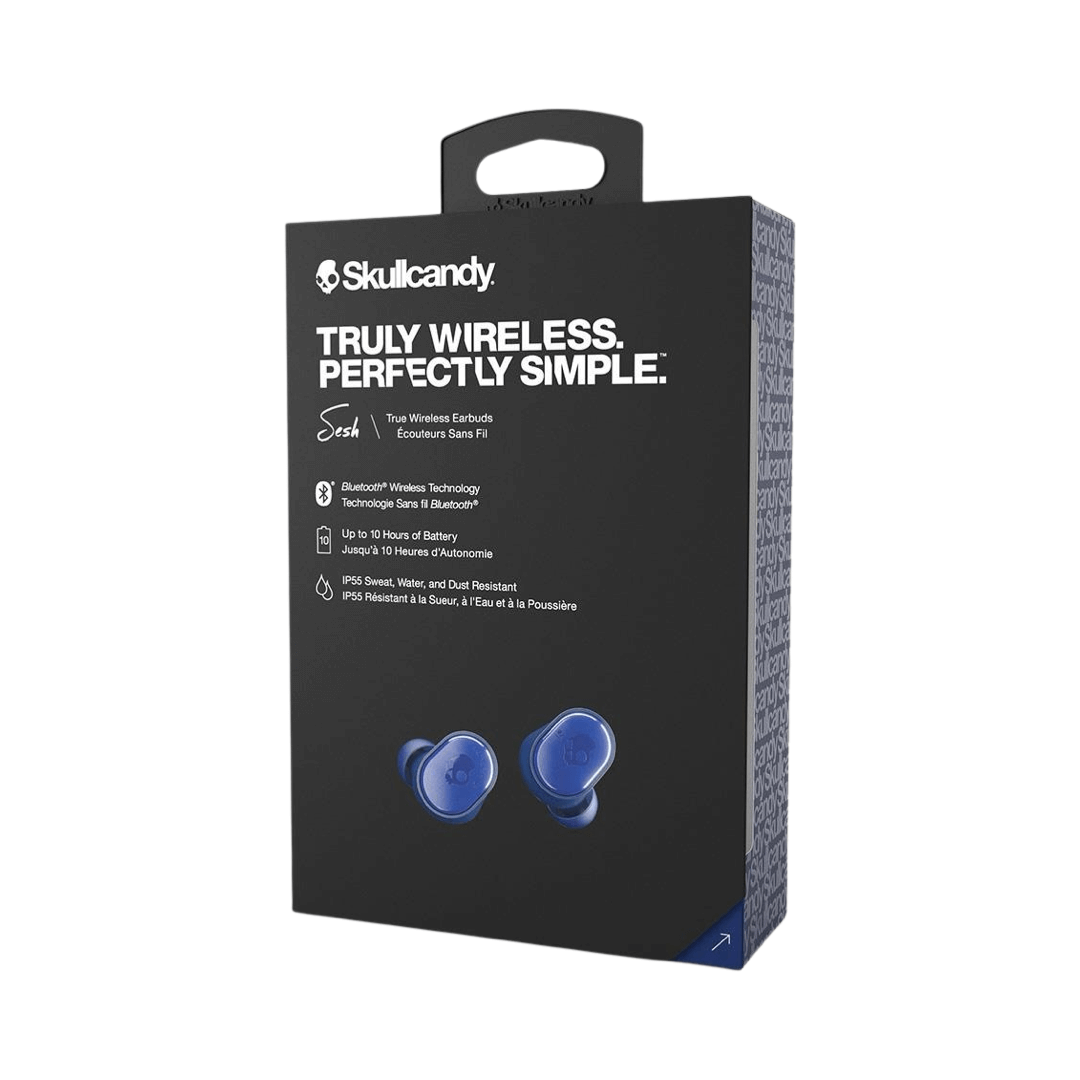 Skullcandy
Skullcandy.
TRULY WIRELESS.
PERFECTLY SIMPLE.™
Sesh \ True Wireless Earbuds
Écouteurs Sans Fil
Bluetooth® Wireless Technology
Technologie Sans fil Bluetooth®
10
Up to 10 Hours of Battery
Jusqu'à 10 Heures d'Autonomie
IP55 Sweat, Water, and Dust Resistant
IP55 Résistant à la Sueur, à l'Eau et à la Poussière